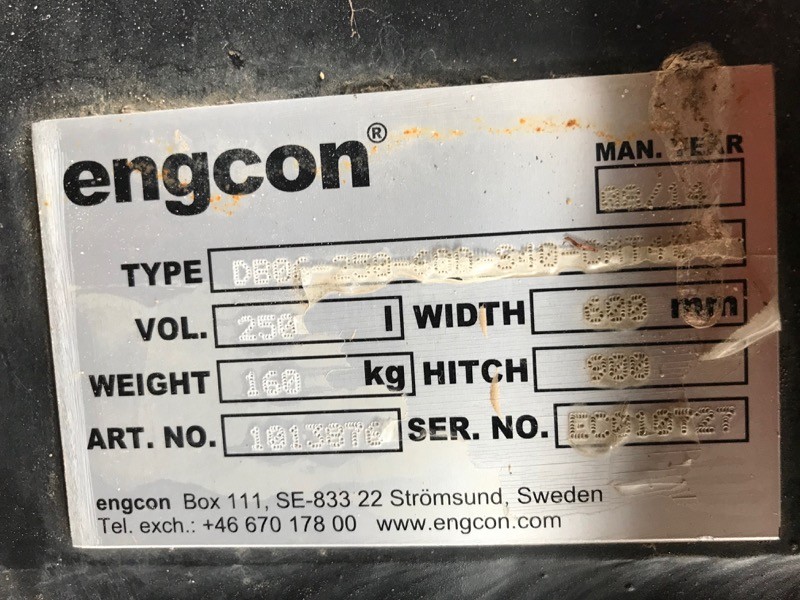 engcon®
MAN. YEAR
TYPE
VOL. 250 l WIDTH 600 mm
WEIGHT 160 kg HITCH
ART. NO. SER. NO.
engcon Box 111, SE-833 22 Strömsund, Sweden
Tel. exch.: +46 670 178 00 www.engcon.com